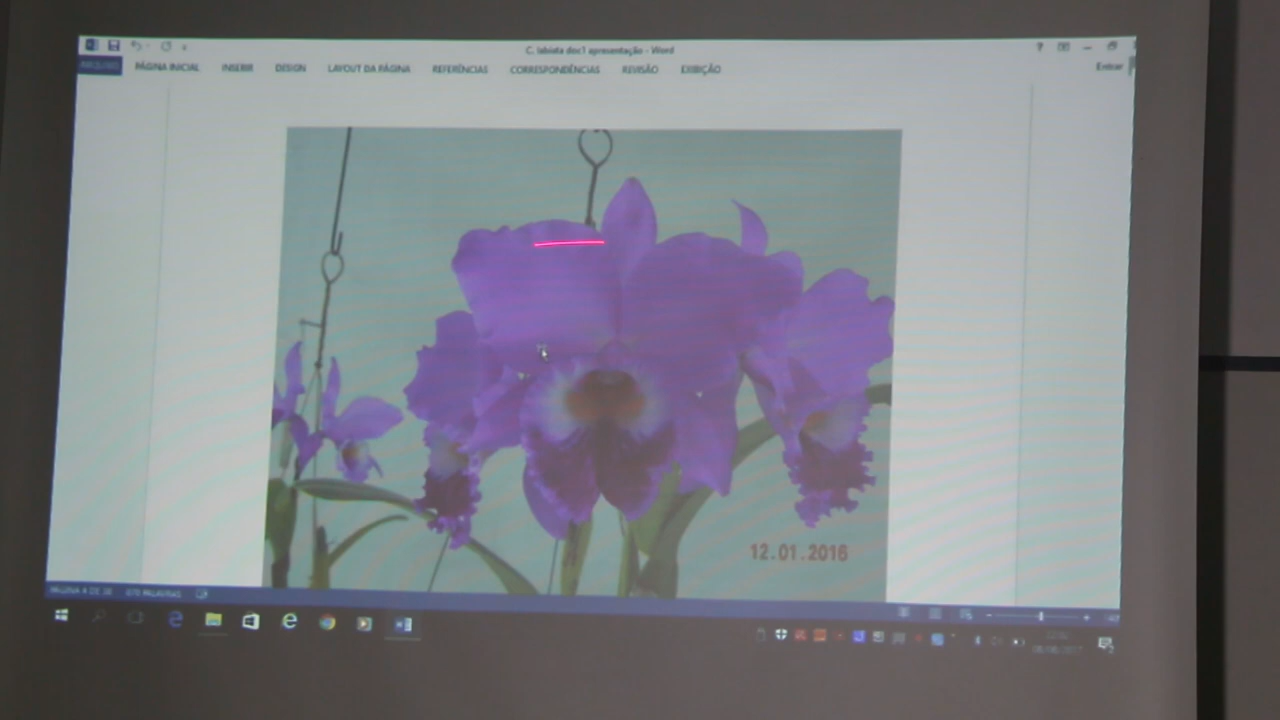 C. labiata doc1 apresentação - Word
ARQUIVO PÁGINA INICIAL INSERIR DESIGN LAYOUT DA PÁGINA REFERÊNCIAS CORRESPONDÊNCIAS REVISÃO EXIBIÇÃO Entrar
12.01.2016